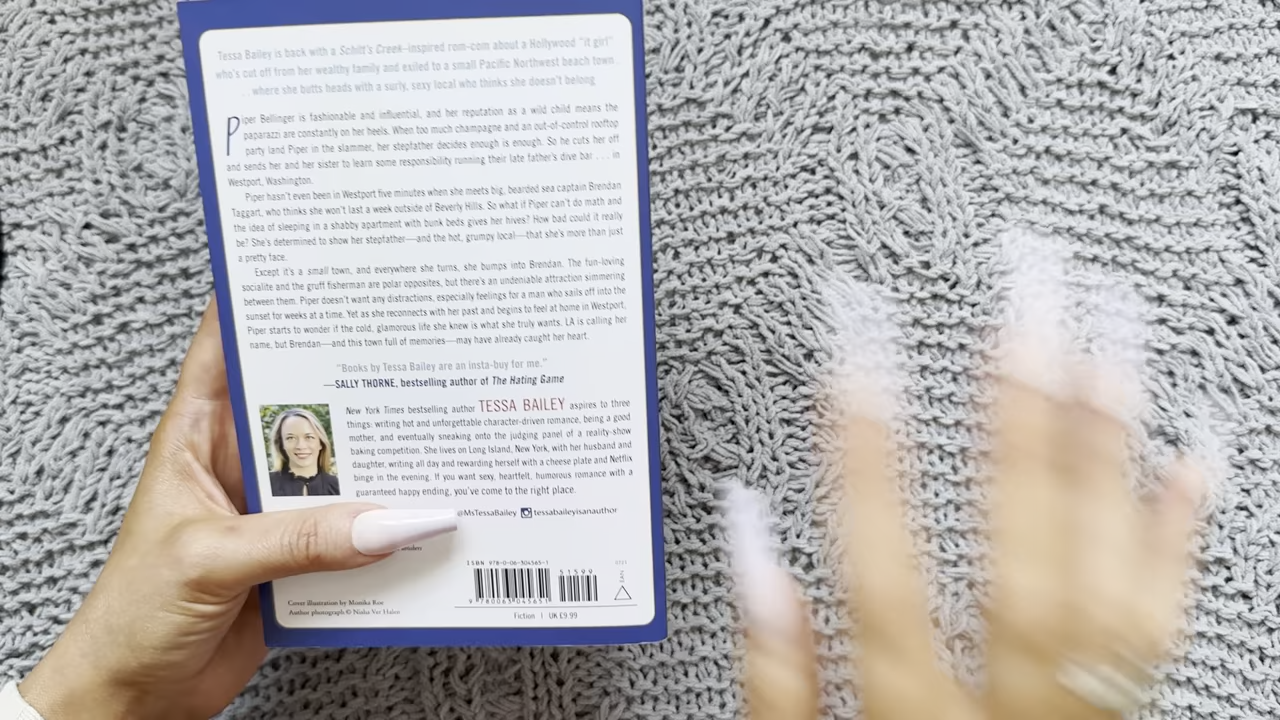 Tessa Bailey is back with a Schitt's Creek–inspired rom-com about a Hollywood "it girl"
who's cut off from her wealthy family and exiled to a small Pacific Northwest beach town .
. . where she butts heads with a surly, sexy local who thinks she doesn't belong
Piper Bellinger is fashionable and influential, and her reputation as a wild child means the
paparazzi are constantly on her heels. When too much champagne and an out-of-control rooftop
party land Piper in the slammer, her stepfather decides enough is enough. So he cuts her off
and sends her and her sister to learn some responsibility running their late father's dive bar . . . in
Westport, Washington.
Piper hasn't even been in Westport five minutes when she meets big, bearded sea captain Brendan
Taggart, who thinks she won't last a week outside of Beverly Hills. So what if Piper can't do math and
the idea of sleeping in a shabby apartment with bunk beds gives her hives? How bad could it really
be? She's determined to show her stepfather—and the hot, grumpy local—that she's more than just
a pretty face.
Except it's a small town, and everywhere she turns, she bumps into Brendan. The fun-loving
socialite and the gruff fisherman are polar opposites, but there's an undeniable attraction simmering
between them. Piper doesn't want any distractions, especially feelings for a man who sails off into the
sunset for weeks at a time. Yet as she reconnects with her past and begins to feel at home in Westport,
Piper starts to wonder if the cold, glamorous life she knew is what she truly wants. LA is calling her
name, but Brendan—and this town full of memories—may have already caught her heart.
"Books by Tessa Bailey are an insta-buy for me."
—SALLY THORNE, bestselling author of The Hating Game
New York Times bestselling author TESSA BAILEY aspires to three
things: writing hot and unforgettable character-driven romance, being a good
mother, and eventually sneaking onto the judging panel of a reality-show
baking competition. She lives on Long Island, New York, with her husband and
daughter, writing all day and rewarding herself with a cheese plate and Netflix
binge in the evening. If you want sexy, heartfelt, humorous romance with a
guaranteed happy ending, you've come to the right place.
@MsTessaBailey tessabaileyisanauthor
ISBN 978-0-06-304565-1
51599
0721
EAN
9 780063 045651
Cover illustration by Monika Roe
Author photograph © Nisha Ver Halen
Fiction | UK £9.99